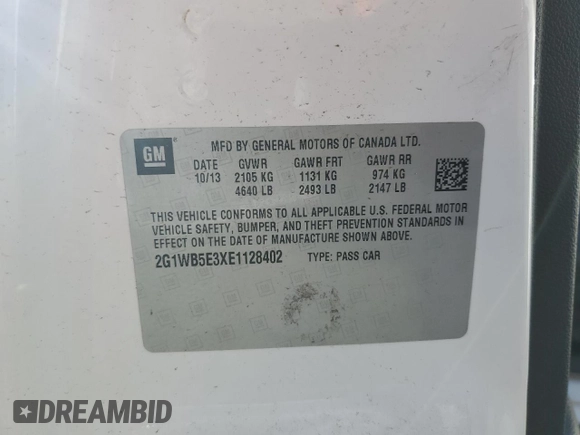 GM
MFD BY GENERAL MOTORS OF CANADA LTD.
DATE GVWR GAWR FRT GAWR RR
10/13 2105 KG 1131 KG 974 KG
4640 LB 2493 LB 2147 LB
THIS VEHICLE CONFORMS TO ALL APPLICABLE U.S. FEDERAL MOTOR
VEHICLE SAFETY, BUMPER, AND THEFT PREVENTION STANDARDS IN
EFFECT ON THE DATE OF MANUFACTURE SHOWN ABOVE.
2G1WB5E3XE1128402 TYPE: PASS CAR
DREAMBID